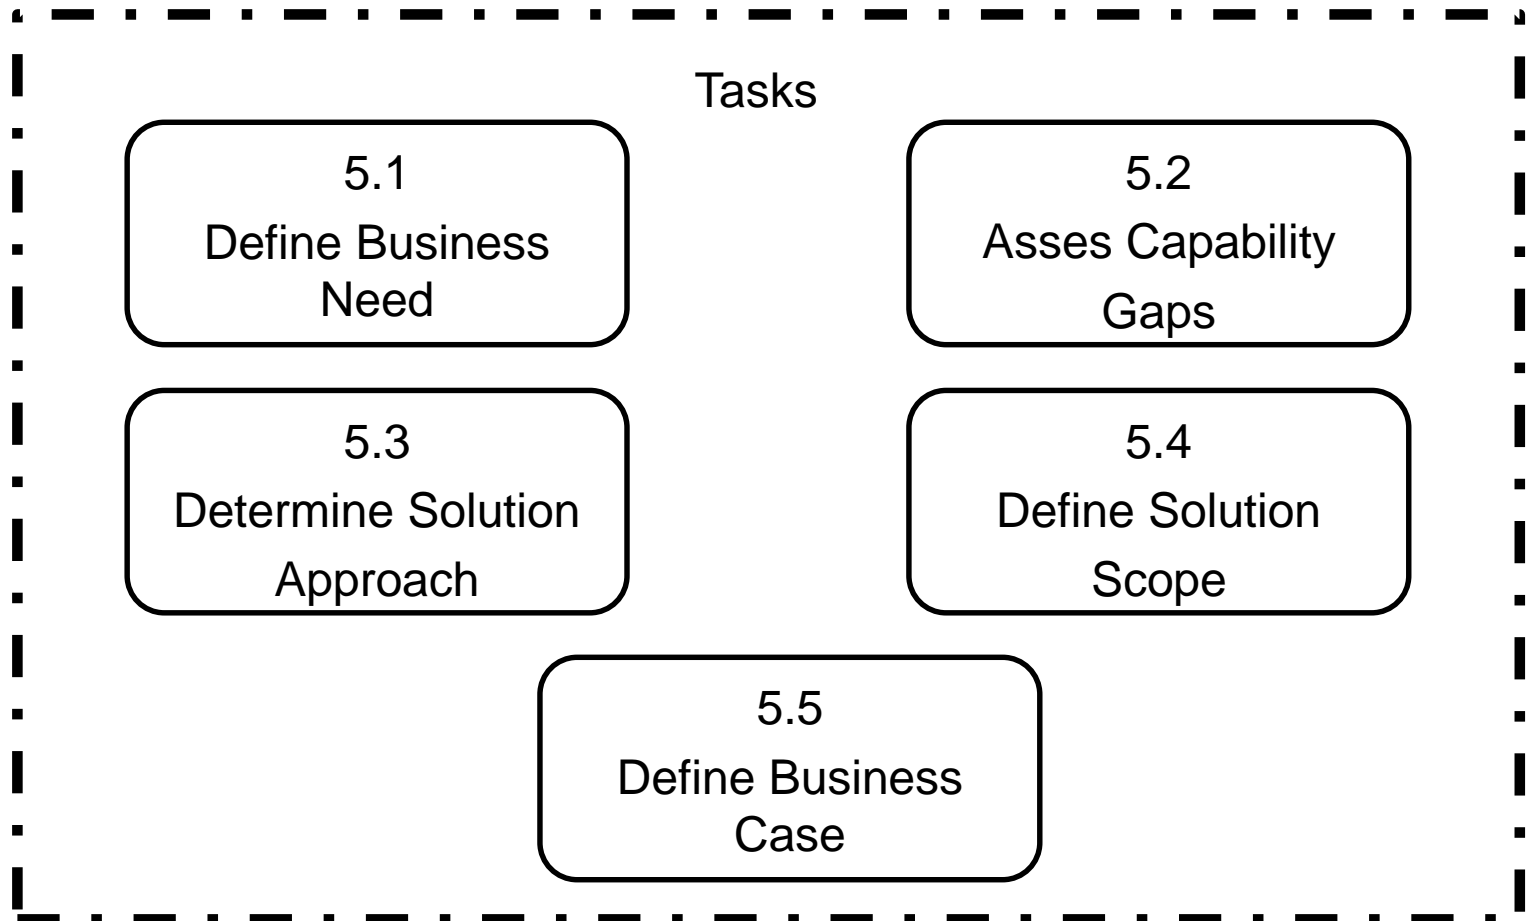 Tasks
5.1
Define Business
Need
5.2
Asses Capability
Gaps
5.3
Determine Solution
Approach
5.4
Define Solution
Scope
5.5
Define Business
Case